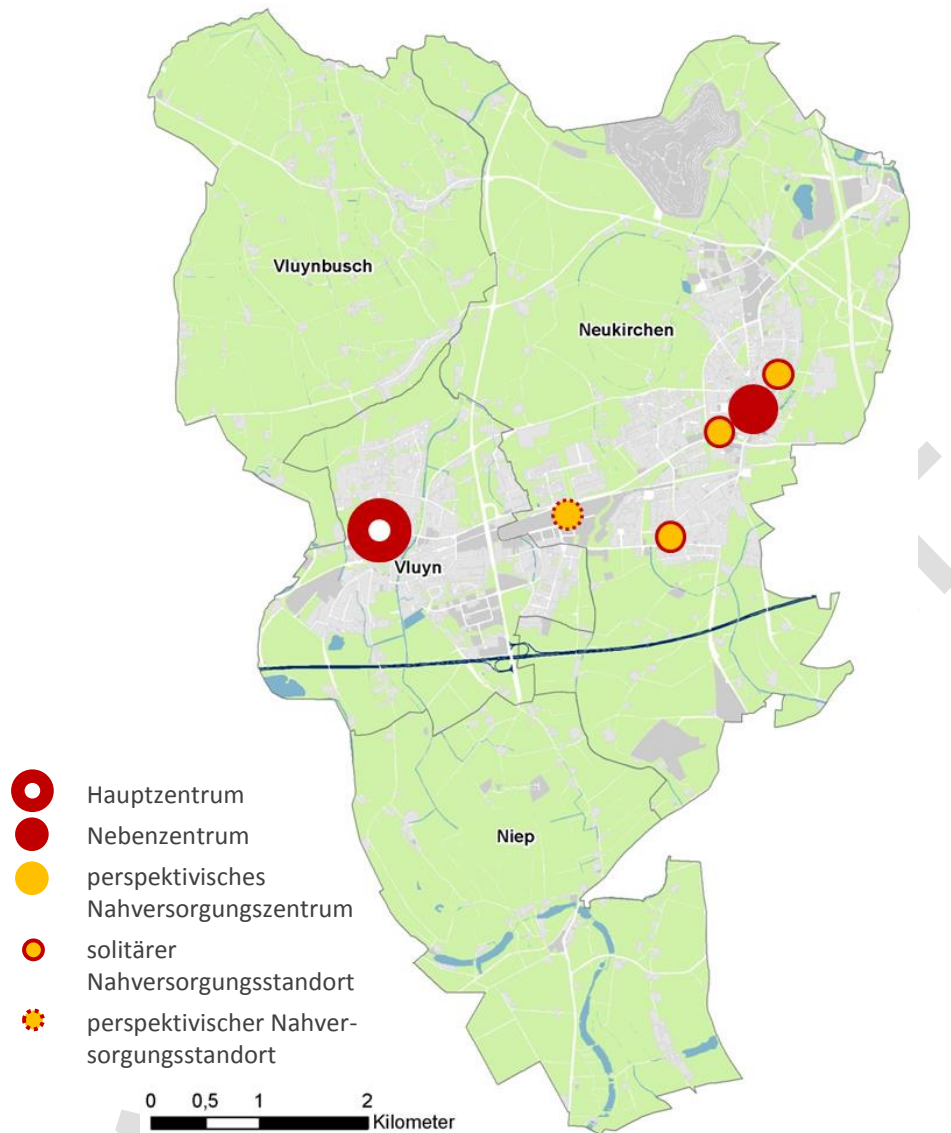 Vluynbusch
Neukirchen
Vluyn
Niep
Hauptzentrum
Nebenzentrum
perspektivisches
Nahversorgungszentrum
solitärer
Nahversorgungsstandort
perspektivischer Nahver-
sorgungsstandort
0 0,5 1 2
Kilometer